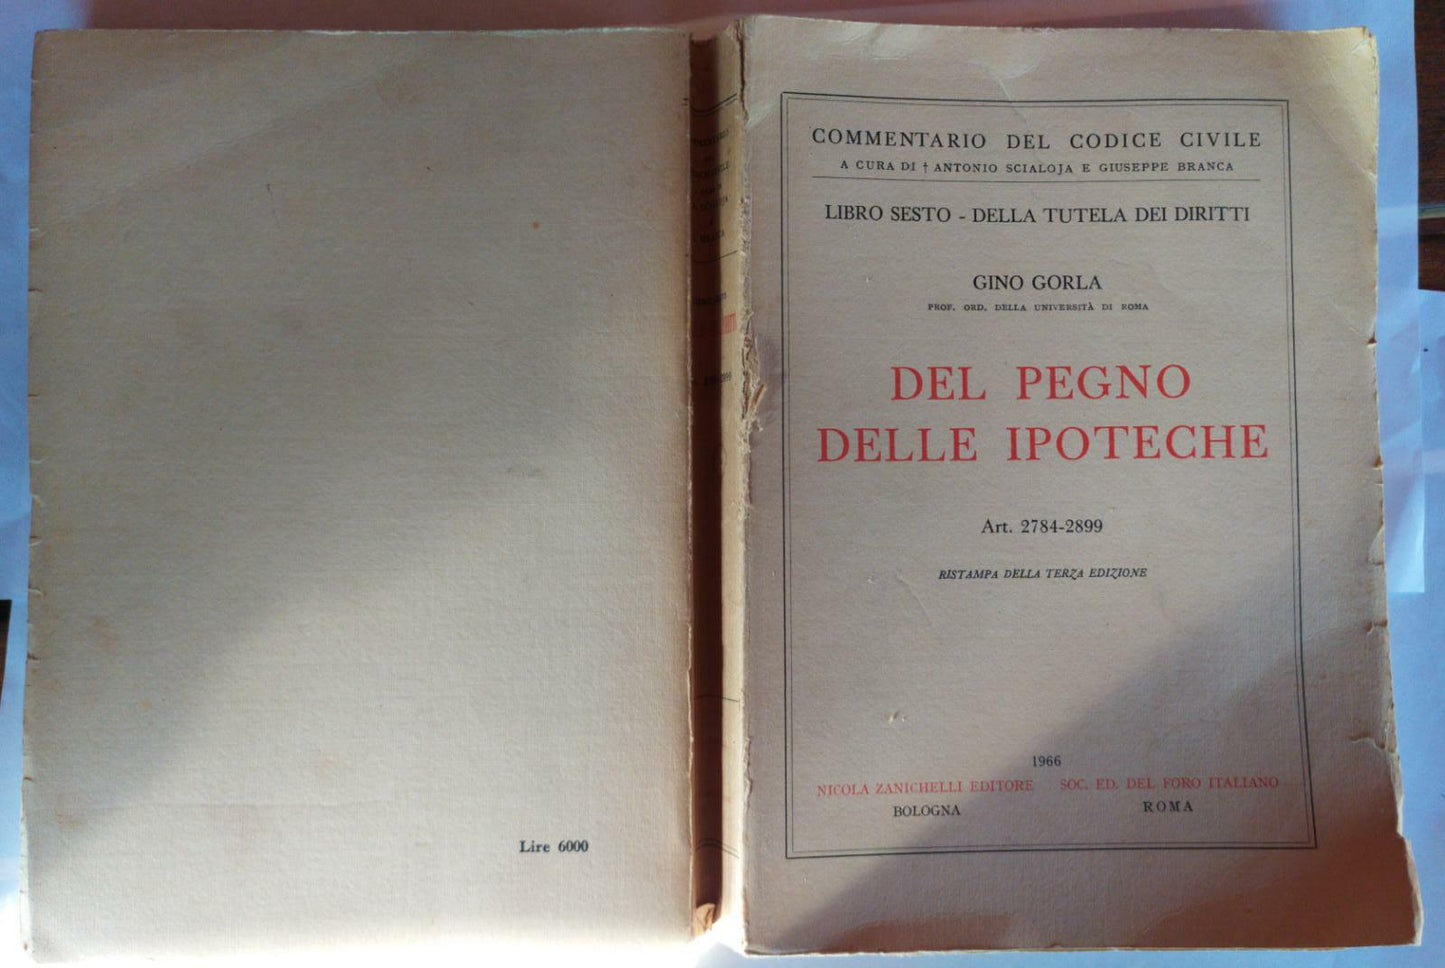 COMMENTARIO DEL CODICE CIVILE
A CURA DI † ANTONIO SCIALOJA E GIUSEPPE BRANCA
LIBRO SESTO - DELLA TUTELA DEI DIRITTI
GINO GORLA
PROF. ORD. DELLA UNIVERSITÀ DI ROMA
DEL PEGNO
DELLE IPOTECHE
Art. 2784-2899
RISTAMPA DELLA TERZA EDIZIONE
1966
NICOLA ZANICHELLI EDITORE SOC. ED. DEL FORO ITALIANO
BOLOGNA ROMA
Lire 6000